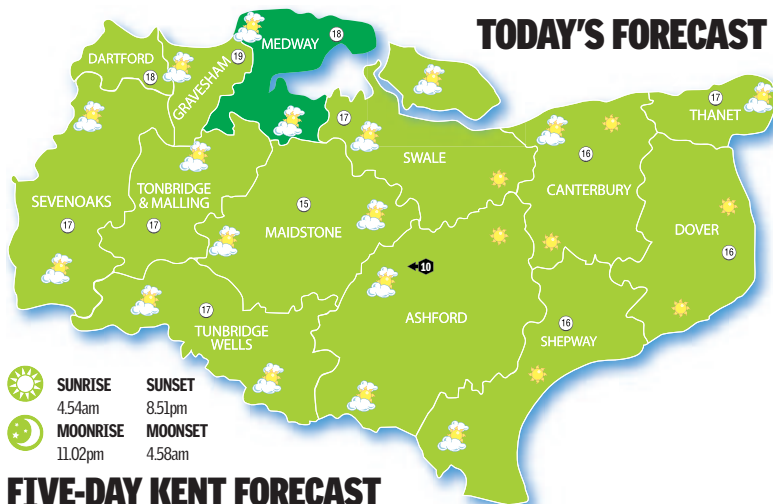 TODAY'S FORECAST
MEDWAY
18
DARTFORD
18
GRAVESHAM
19
17
THANET
17
SWALE
16
CANTERBURY
TONBRIDGE
& MALLING
17
SEVENOAKS
17
15
MAIDSTONE
DOVER
16
10
ASHFORD
17
TUNBRIDGE
WELLS
16
SHEPWAY
SUNRISE SUNSET
4.54am 8.51pm
MOONRISE MOONSET
11.02pm 4.58am
FIVE-DAY KENT FORECAST